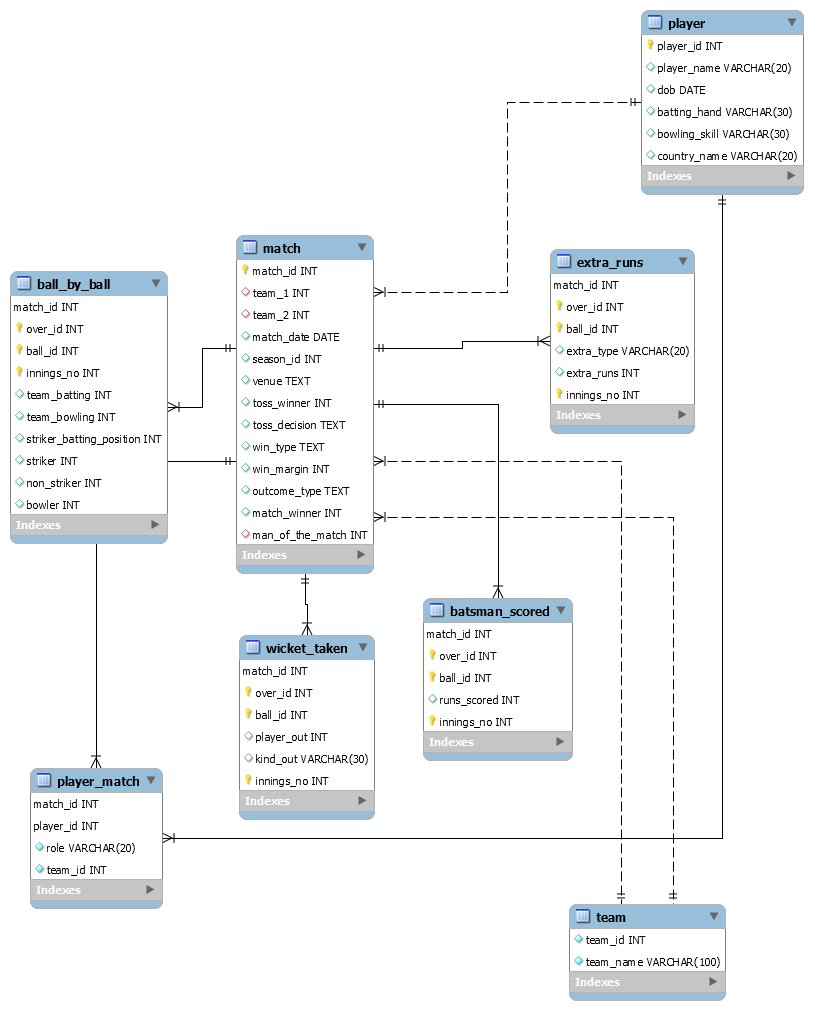 player
player_id INT
player_name VARCHAR(20)
dob DATE
batting_hand VARCHAR(30)
bowling_skill VARCHAR(30)
country_name VARCHAR(20)
Indexes
match
match_id INT
team_1 INT
team_2 INT
match_date DATE
season_id INT
venue TEXT
toss_winner INT
toss_decision TEXT
win_type TEXT
win_margin INT
outcome_type TEXT
match_winner INT
man_of_the_match INT
Indexes
extra_runs
match_id INT
over_id INT
ball_id INT
extra_type VARCHAR(20)
extra_runs INT
innings_no INT
Indexes
ball_by_ball
match_id INT
over_id INT
ball_id INT
innings_no INT
team_batting INT
team_bowling INT
striker_batting_position INT
striker INT
non_striker INT
bowler INT
Indexes
batsman_scored
match_id INT
over_id INT
ball_id INT
runs_scored INT
innings_no INT
Indexes
wicket_taken
match_id INT
over_id INT
ball_id INT
player_out INT
kind_out VARCHAR(30)
innings_no INT
Indexes
player_match
match_id INT
player_id INT
role VARCHAR(20)
team_id INT
Indexes
team
team_id INT
team_name VARCHAR(100)
Indexes